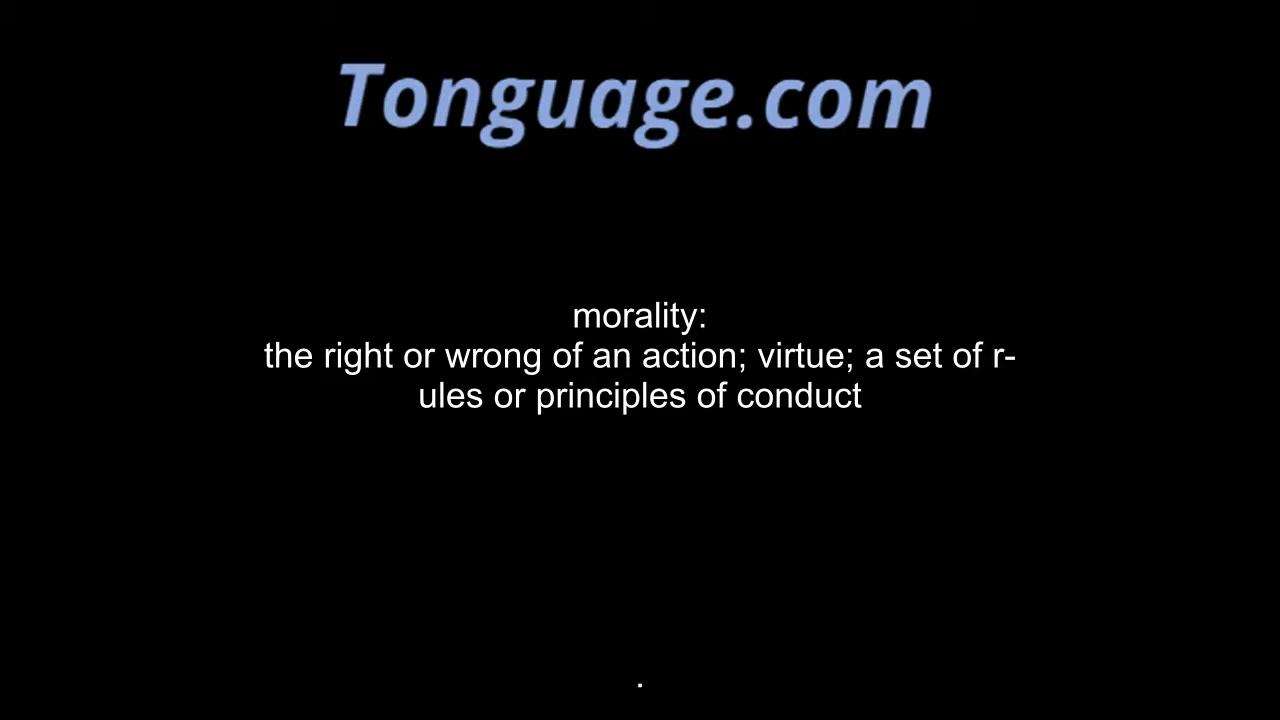 Tonguage.com
morality:
the right or wrong of an action; virtue; a set of r-
ules or principles of conduct
.